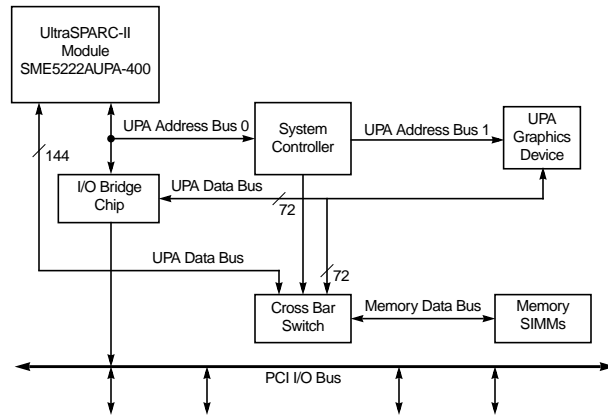 UltraSPARC-II
Module
SME5222AUPA-400
UPA Address Bus 0
System
Controller
UPA Address Bus 1
UPA
Graphics
Device
144
I/O Bridge
Chip
UPA Data Bus
72
UPA Data Bus
72
Cross Bar
Switch
Memory Data Bus
Memory
SIMMs
PCI I/O Bus